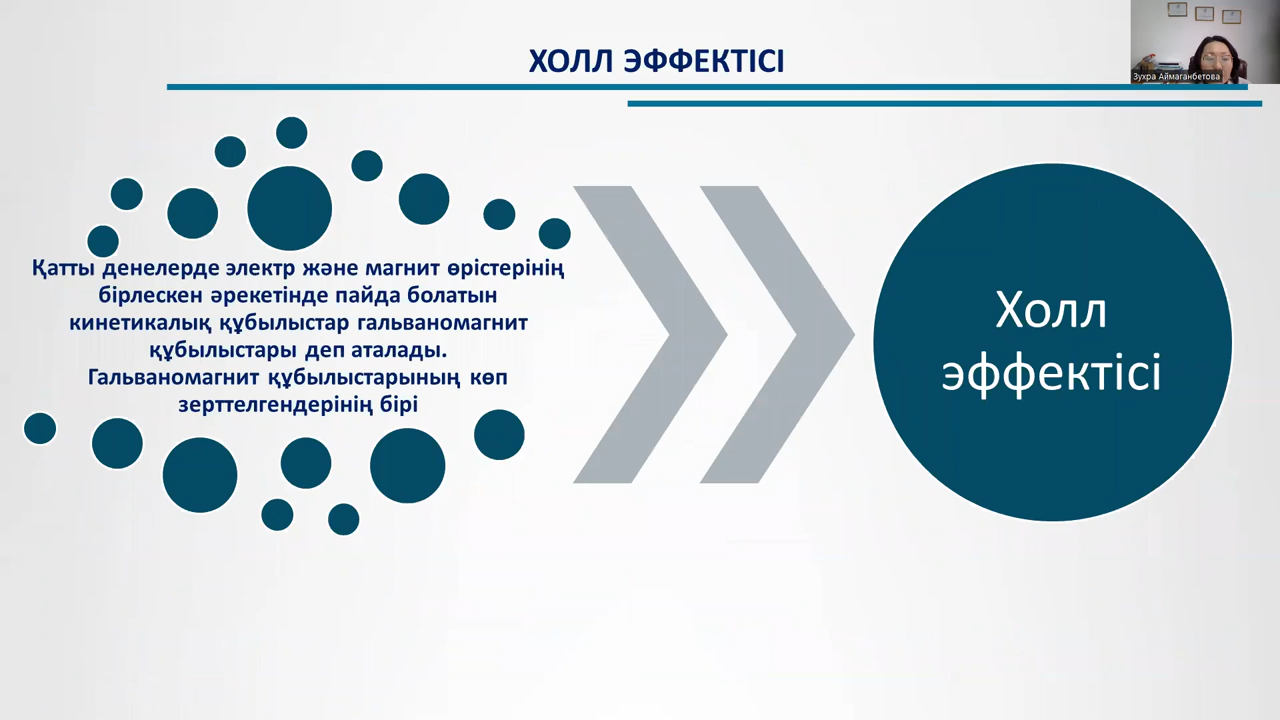 ХОЛЛ ЭФФЕКТІСІ
Зухра Аймаганбетова
Қатты денелерде электр және магнит өрістерінің
бірлескен әрекетінде пайда болатын
кинетикалық құбылыстар гальваномагнит
құбылыстары деп аталады.
Гальваномагнит құбылыстарының көп
зерттелгендерінің бірі
Холл
эффектісі